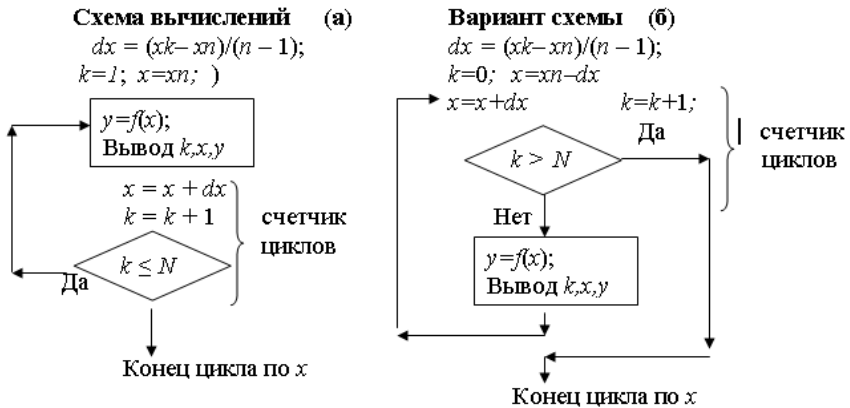 Схема вычислений (а)
dx = (xk– xn)/(n – 1);
k=1; x=xn; )
y=f(x);
Вывод k,x,y
x = x + dx
k = k + 1
счетчик
циклов
k ≤ N
Да
Конец цикла по x
Вариант схемы (б)
dx = (xk–xn)/(n – 1);
k=0; x=xn–dx
x=x+dx k=k+1;
Да
счетчик
циклов
k > N
Нет
y=f(x);
Вывод k,x,y
Конец цикла по x